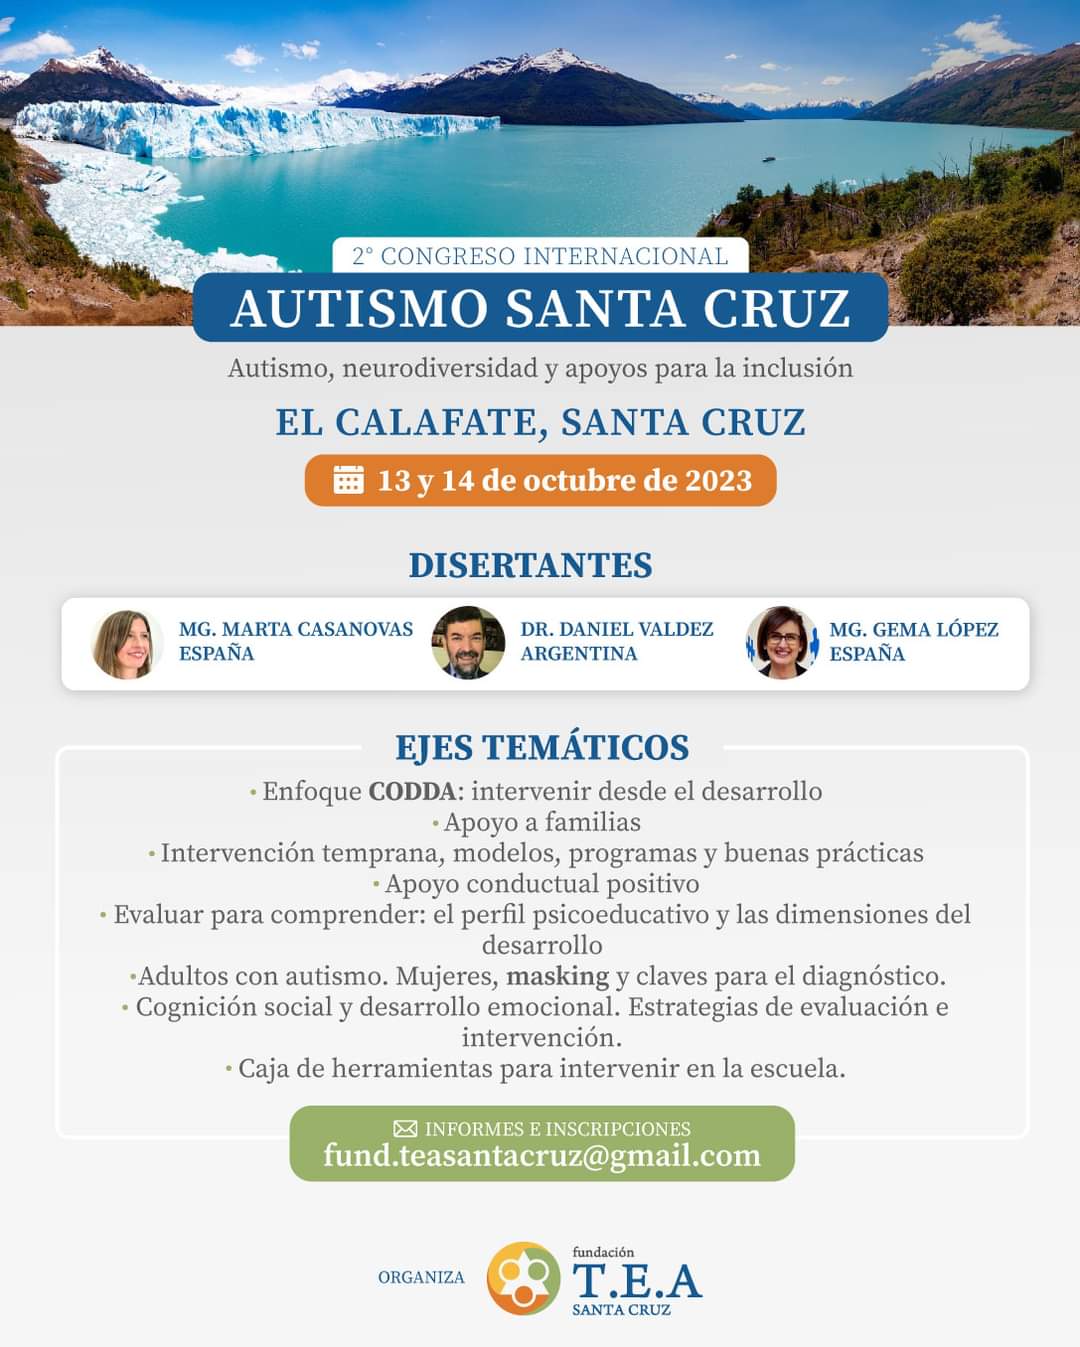 2° CONGRESO INTERNACIONAL
AUTISMO SANTA CRUZ
Autismo, neurodiversidad y apoyos para la inclusión
EL CALAFATE, SANTA CRUZ
13 y 14 de octubre de 2023
DISERTANTES
MG. MARTA CASANOVAS
ESPAÑA
DR. DANIEL VALDEZ
ARGENTINA
MG. GEMA LÓPEZ
ESPAÑA
EJES TEMÁTICOS
• Enfoque CODDA: intervenir desde el desarrollo
• Apoyo a familias
• Intervención temprana, modelos, programas y buenas prácticas
• Apoyo conductual positivo
• Evaluar para comprender: el perfil psicoeducativo y las dimensiones del
desarrollo
•Adultos con autismo. Mujeres, masking y claves para el diagnóstico.
• Cognición social y desarrollo emocional. Estrategias de evaluación e
intervención.
• Caja de herramientas para intervenir en la escuela.
INFORMES E INSCRIPCIONES
fund.teasantacruz@gmail.com
ORGANIZA
fundación
T.E.A
SANTA CRUZ